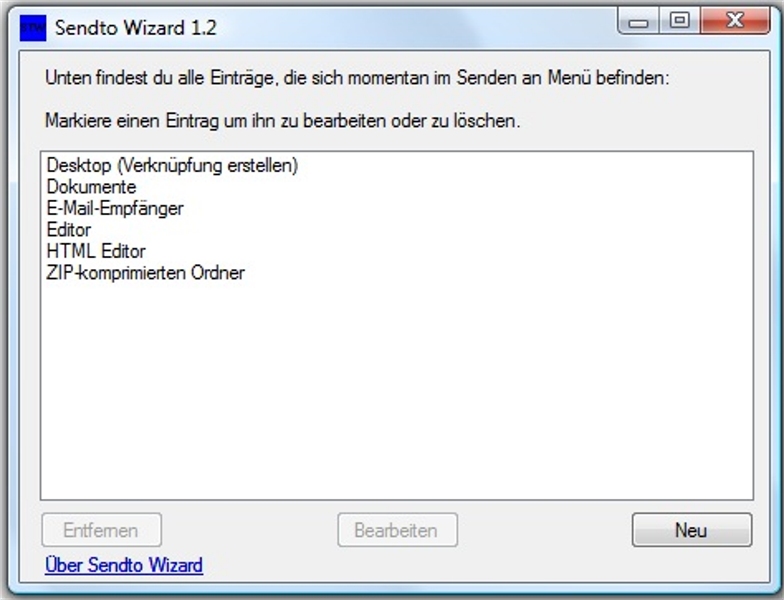 STW
Sendto Wizard 1.2
Unten findest du alle Einträge, die sich momentan im Senden an Menü befinden:
Markiere einen Eintrag um ihn zu bearbeiten oder zu löschen.
Desktop (Verknüpfung erstellen)
Dokumente
E-Mail-Empfänger
Editor
HTML Editor
ZIP-komprimierten Ordner
Entfernen
Bearbeiten
Neu
Über Sendto Wizard